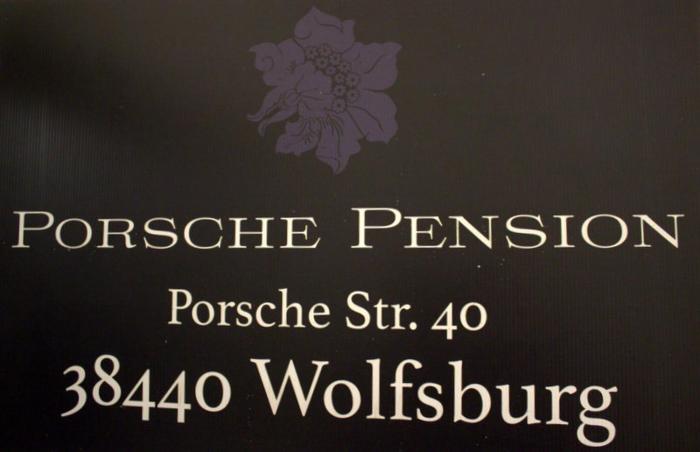 PORSCHE PENSION
Porsche Str. 40
38440 Wolfsburg